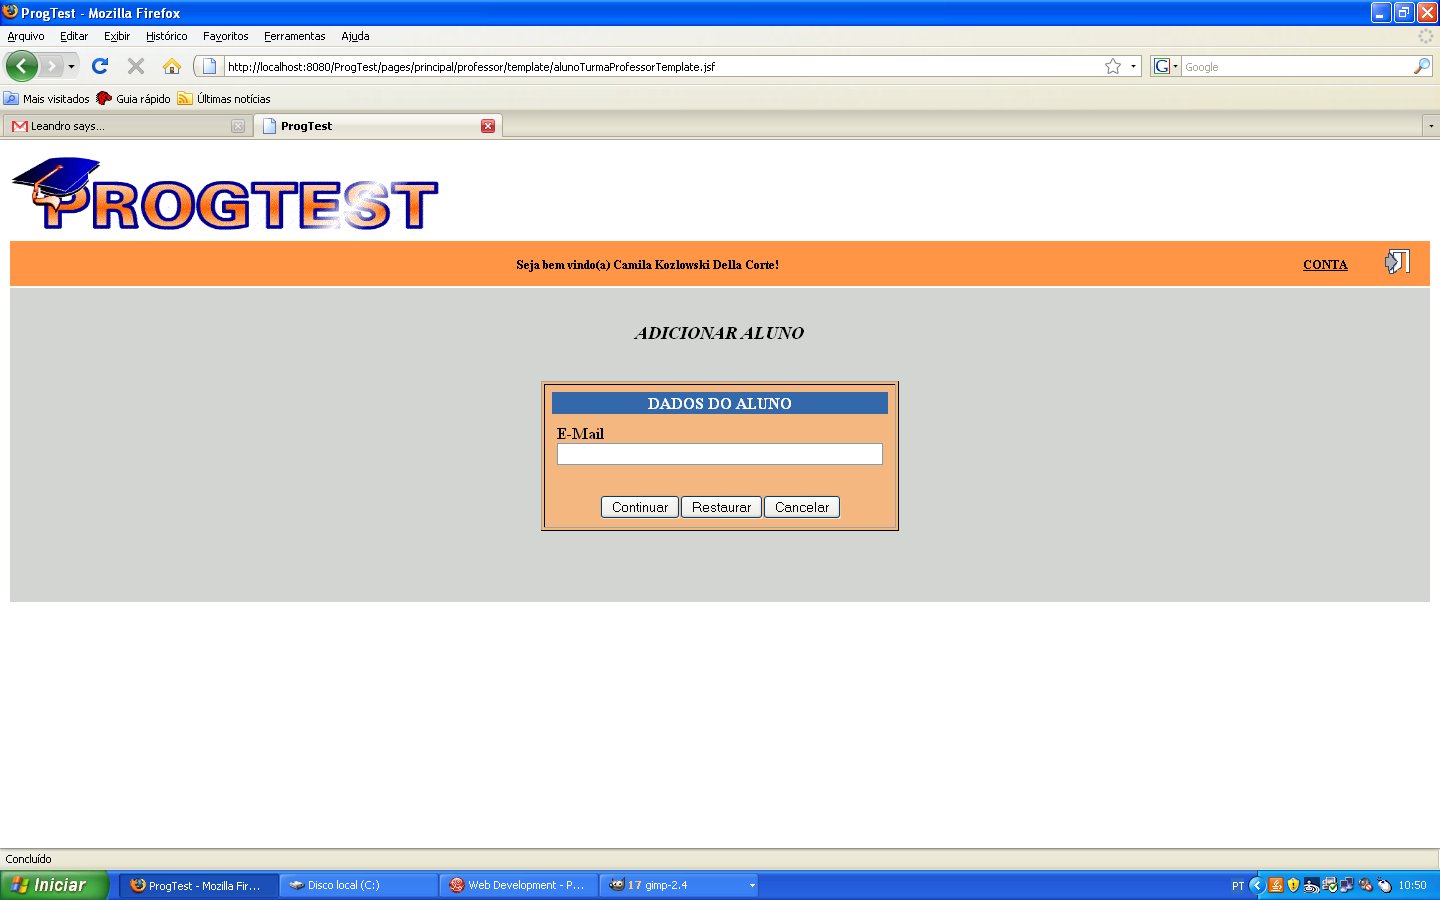 ProgTest - Mozilla Firefox
Arquivo Editar Exibir Histórico Favoritos Ferramentas Ajuda
http://localhost:8080/ProgTest/pages/principal/professor/template/alunoTurmaProfessorTemplate.jsf
G Google
Mais visitados Guia rápido Últimas notícias
Leandro says... ProgTest
PROGTEST
Seja bem vindo(a) Camila Kozlowski Della Corte! CONTA
ADICIONAR ALUNO
DADOS DO ALUNO
E-Mail
Continuar Restaurar Cancelar
Concluído
Iniciar ProgTest - Mozilla Fir... Disco local (C:) Web Development - P... 17 gimp-2.4 PT 10:50